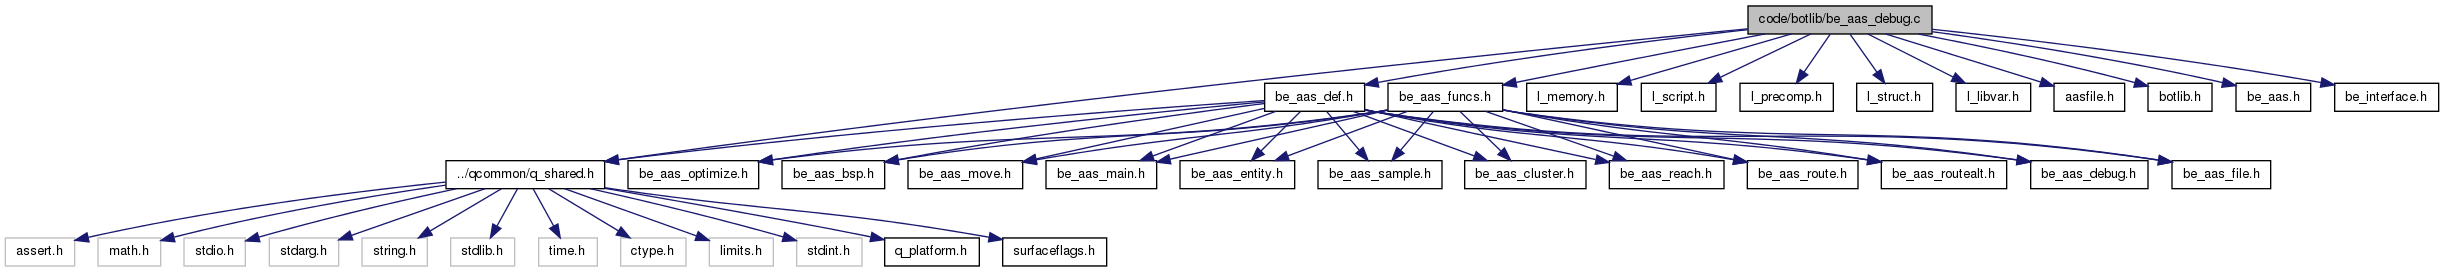 code/botlib/be_aas_debug.c
be_aas_def.h
be_aas_funcs.h
l_memory.h
l_script.h
l_precomp.h
l_struct.h
l_libvar.h
aasfile.h
botlib.h
be_aas.h
be_interface.h
../qcommon/q_shared.h
be_aas_optimize.h
be_aas_bsp.h
be_aas_move.h
be_aas_main.h
be_aas_entity.h
be_aas_sample.h
be_aas_cluster.h
be_aas_reach.h
be_aas_route.h
be_aas_routealt.h
be_aas_debug.h
be_aas_file.h
assert.h
math.h
stdio.h
stdarg.h
string.h
stdlib.h
time.h
ctype.h
limits.h
stdint.h
q_platform.h
surfaceflags.h